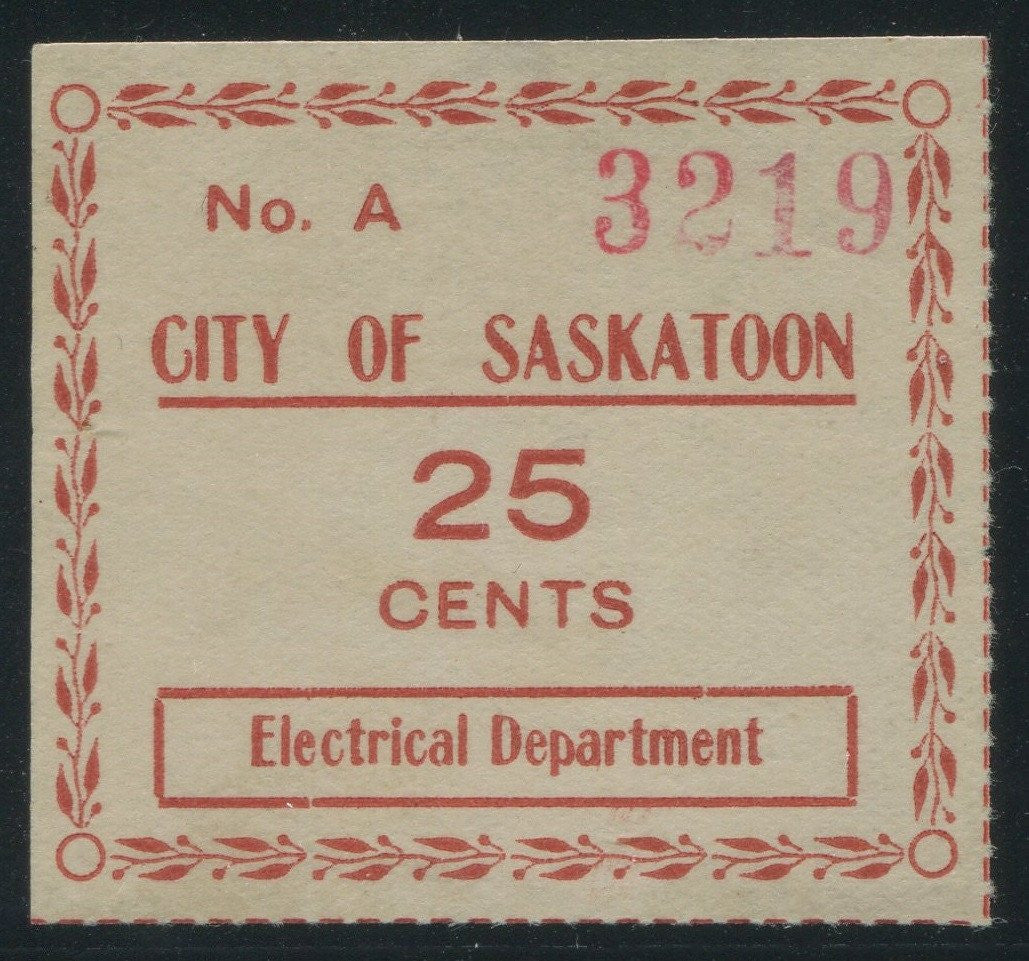 No. A 3219
CITY OF SASKATOON
25
CENTS
Electrical Department